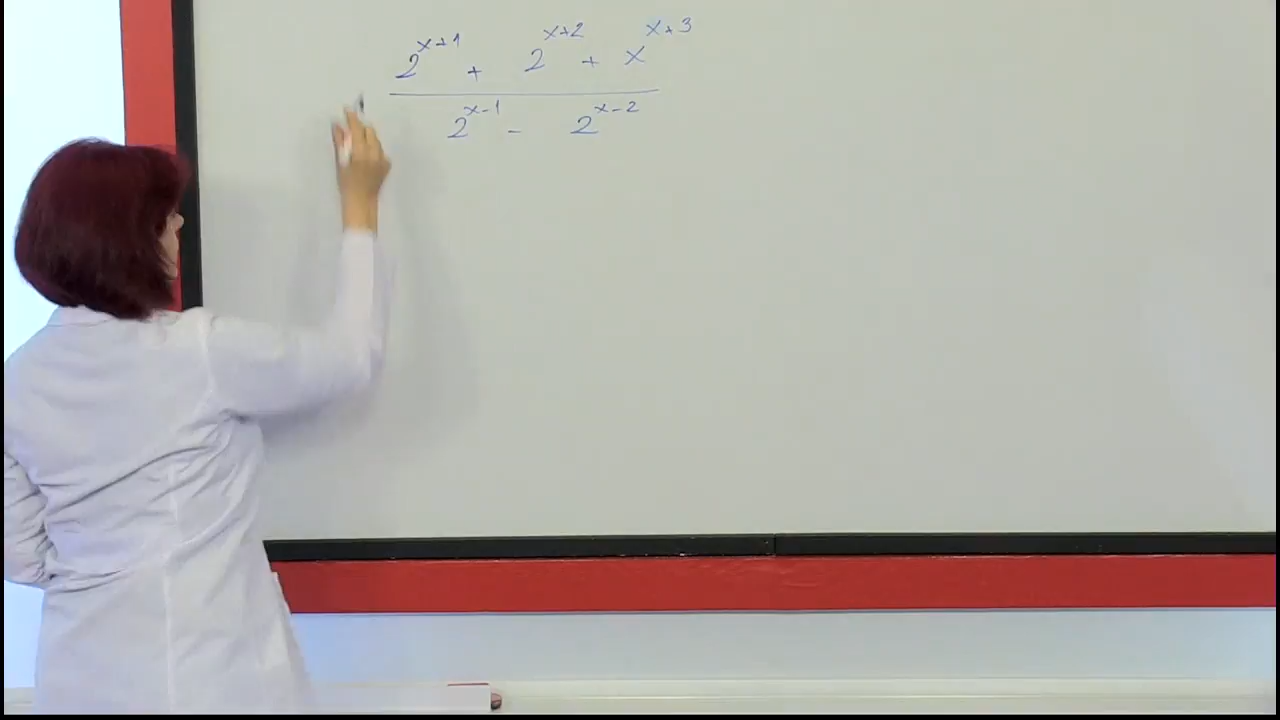 2^{x+1} + 2^{x+2} + x^{x+3}
2^{x-1} - 2^{x-2}